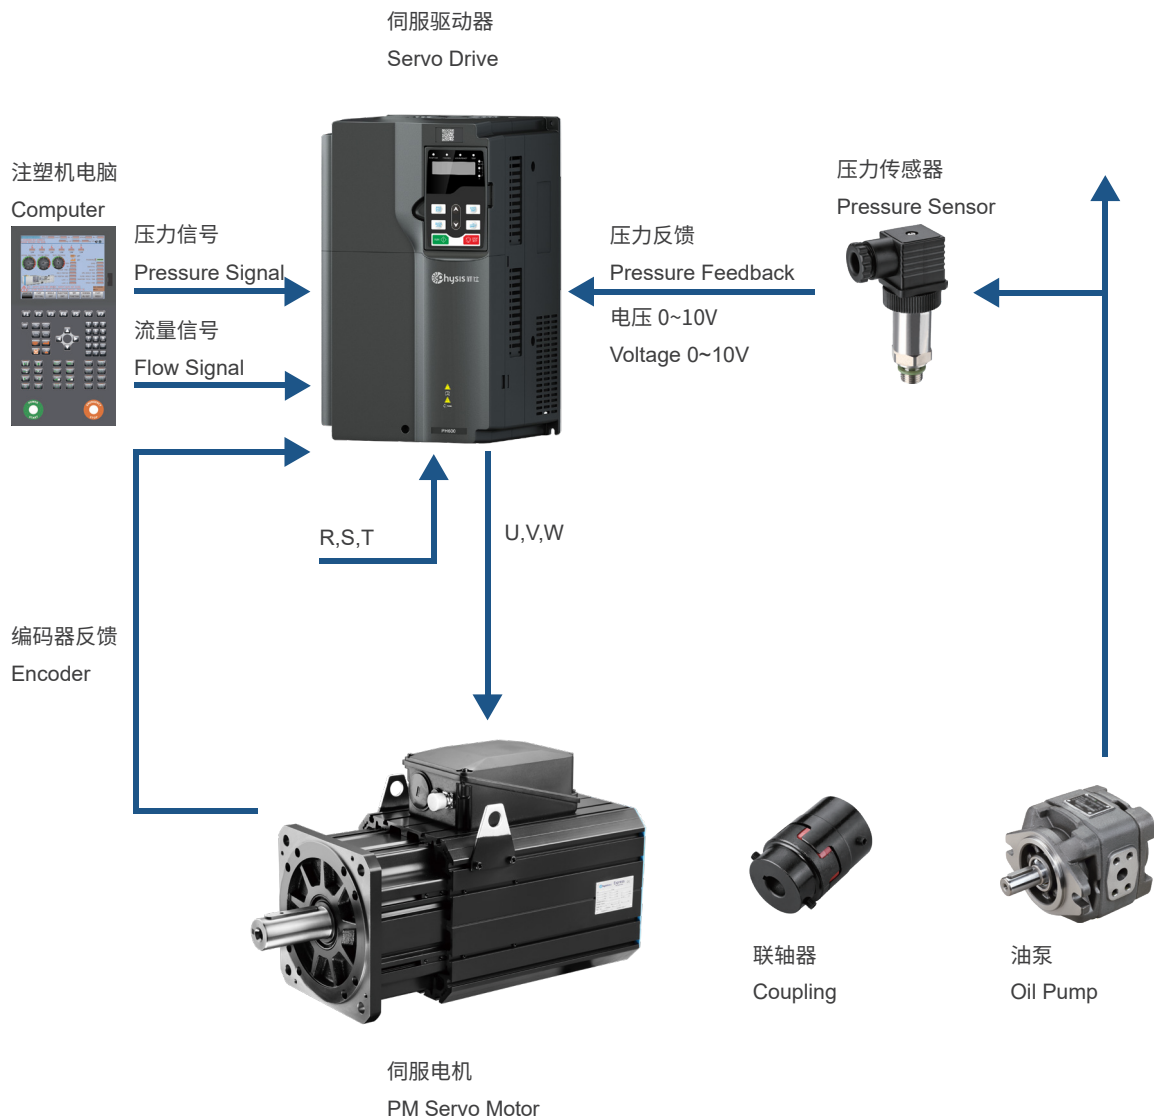 伺服驱动器
Servo Drive
注塑机电脑
Computer
压力信号
Pressure Signal
流量信号
Flow Signal
压力反馈
Pressure Feedback
电压 0~10V
Voltage 0~10V
压力传感器
Pressure Sensor
Physis
R,S,T
U,V,W
编码器反馈
Encoder
联轴器
Coupling
油泵
Oil Pump
伺服电机
PM Servo Motor